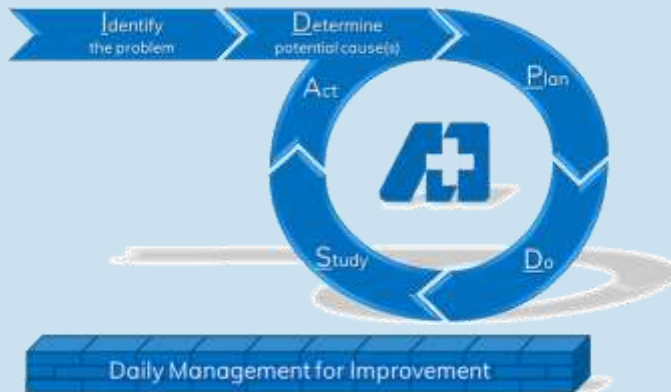 Identify
the problem
Determine
potential cause(s)
Plan
Do
Study
Act
Daily Management for Improvement